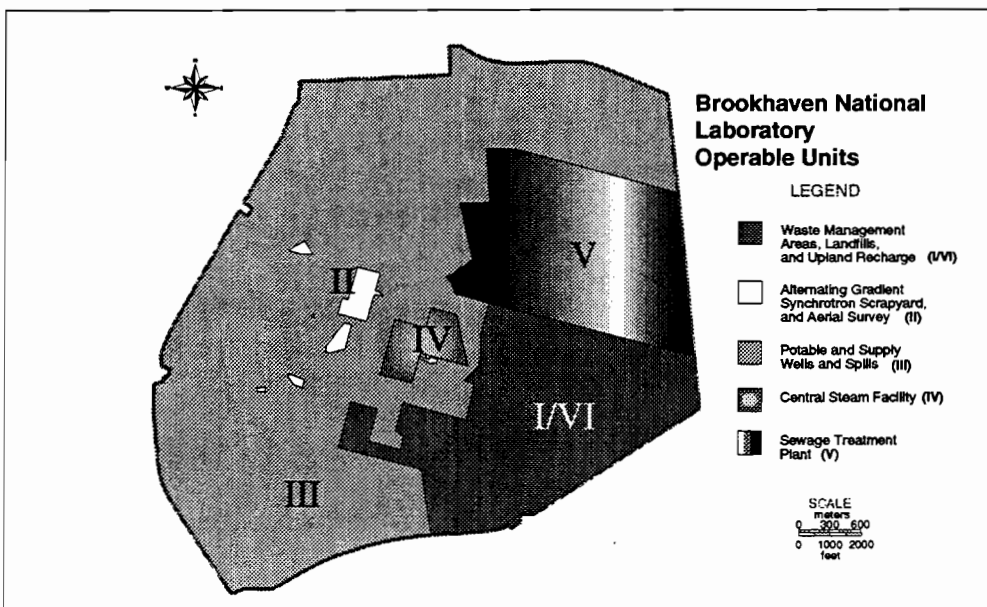 Brookhaven National
Laboratory
Operable Units
LEGEND
Waste Management
Areas, Landfills,
and Upland Recharge (I/VI)
Alternating Gradient
Synchrotron Scrapyard,
and Aerial Survey (II)
Potable and Supply
Wells and Spills (III)
Central Steam Facility (IV)
Sewage Treatment
Plant (V)
SCALE
meters
0 300 600
0 1000 2000
feet
V
II
IV
I/VI
III